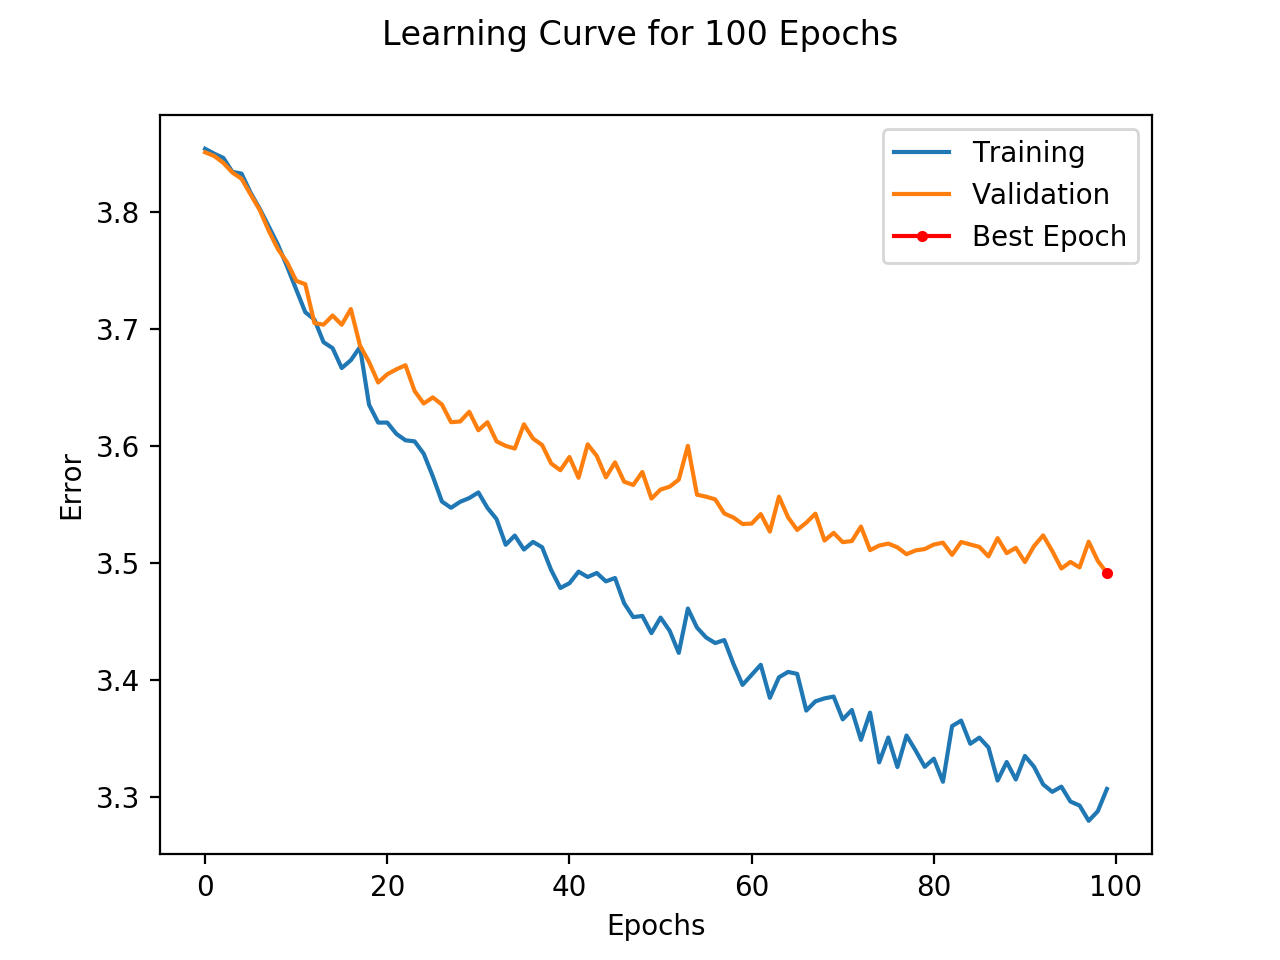 Learning Curve for 100 Epochs
Training
Validation
Best Epoch
3.8
3.7
3.6
3.5
3.4
3.3
Error
0 20 40 60 80 100
Epochs